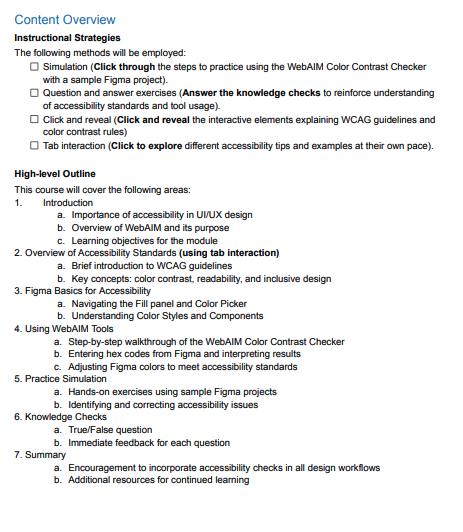 Content Overview
Instructional Strategies
The following methods will be employed:
☐ Simulation (Click through the steps to practice using the WebAIM Color Contrast Checker
with a sample Figma project).
☐ Question and answer exercises (Answer the knowledge checks to reinforce understanding
of accessibility standards and tool usage).
☐ Click and reveal (Click and reveal the interactive elements explaining WCAG guidelines and
color contrast rules)
☐ Tab interaction (Click to explore different accessibility tips and examples at their own pace).
High-level Outline
This course will cover the following areas:
1. Introduction
a. Importance of accessibility in UI/UX design
b. Overview of WebAIM and its purpose
c. Learning objectives for the module
2. Overview of Accessibility Standards (using tab interaction)
a. Brief introduction to WCAG guidelines
b. Key concepts: color contrast, readability, and inclusive design
3. Figma Basics for Accessibility
a. Navigating the Fill panel and Color Picker
b. Understanding Color Styles and Components
4. Using WebAIM Tools
a. Step-by-step walkthrough of the WebAIM Color Contrast Checker
b. Entering hex codes from Figma and interpreting results
c. Adjusting Figma colors to meet accessibility standards
5. Practice Simulation
a. Hands-on exercises using sample Figma projects
b. Identifying and correcting accessibility issues
6. Knowledge Checks
a. True/False question
b. Immediate feedback for each question
7. Summary
a. Encouragement to incorporate accessibility checks in all design workflows
b. Additional resources for continued learning